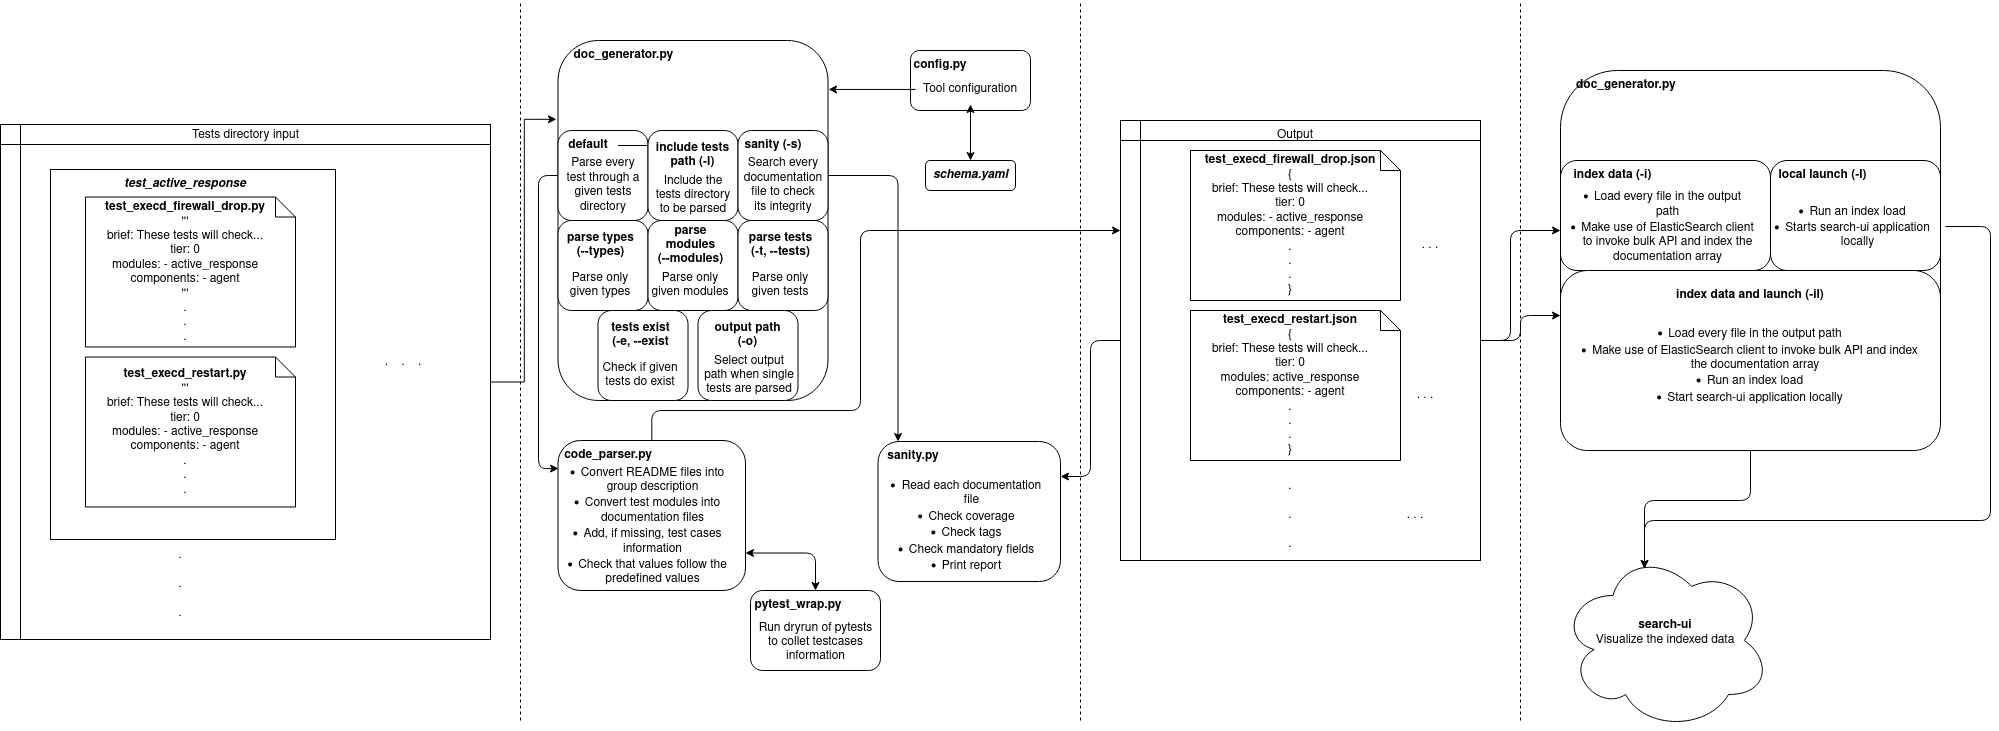 Tests directory input
test_active_response
test_execd_firewall_drop.py
'''
brief: These tests will check...
tier: 0
modules: - active_response
components: - agent
'''
.
.
.
test_execd_restart.py
'''
brief: These tests will check...
tier: 0
modules: - active_response
components: - agent
.
.
.
. . .
.
.
.
doc_generator.py
default
Parse every
test through a
given tests
directory
include tests
path (-I)
Include the
tests directory
to be parsed
sanity (-s)
Search every
documentation
file to check
its integrity
parse types
(--types)
Parse only
given types
parse
modules
(--modules)
Parse only
given modules
parse tests
(-t, --tests)
Parse only
given tests
tests exist
(-e, --exist
Check if given
tests do exist
output path
(-o)
Select output
path when single
tests are parsed
config.py
Tool configuration
schema.yaml
code_parser.py
• Convert README files into
group description
• Convert test modules into
documentation files
• Add, if missing, test cases
information
• Check that values follow the
predefined values
pytest_wrap.py
Run dryrun of pytests
to collet testcases
information
sanity.py
• Read each documentation
file
• Check coverage
• Check tags
• Check mandatory fields
• Print report
Output
test_execd_firewall_drop.json
{
brief: These tests will check...
tier: 0
modules: - active_response
components: - agent
.
.
.
}
. . .
test_execd_restart.json
{
brief: These tests will check...
tier: 0
modules: active_response
components: - agent
.
.
.
}
. . .
.
.
.
. . .
doc_generator.py
index data (-i)
• Load every file in the output
path
• Make use of ElasticSearch client
to invoke bulk API and index the
documentation array
local launch (-l)
• Run an index load
• Starts search-ui application
locally
index data and launch (-il)
• Load every file in the output path
• Make use of ElasticSearch client to invoke bulk API and index
the documentation array
• Run an index load
• Start search-ui application locally
search-ui
Visualize the indexed data